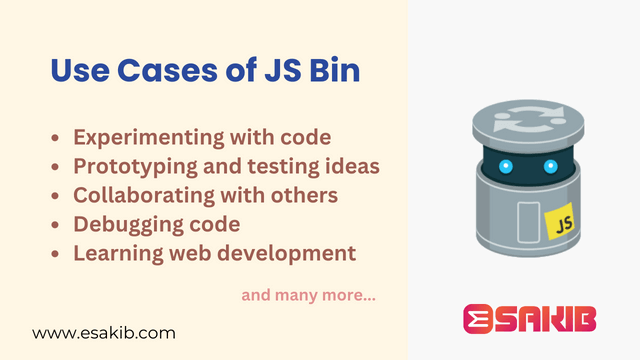 Use Cases of JS Bin
• Experimenting with code
• Prototyping and testing ideas
• Collaborating with others
• Debugging code
• Learning web development
and many more...
www.esakib.com
JS
ESAKIB